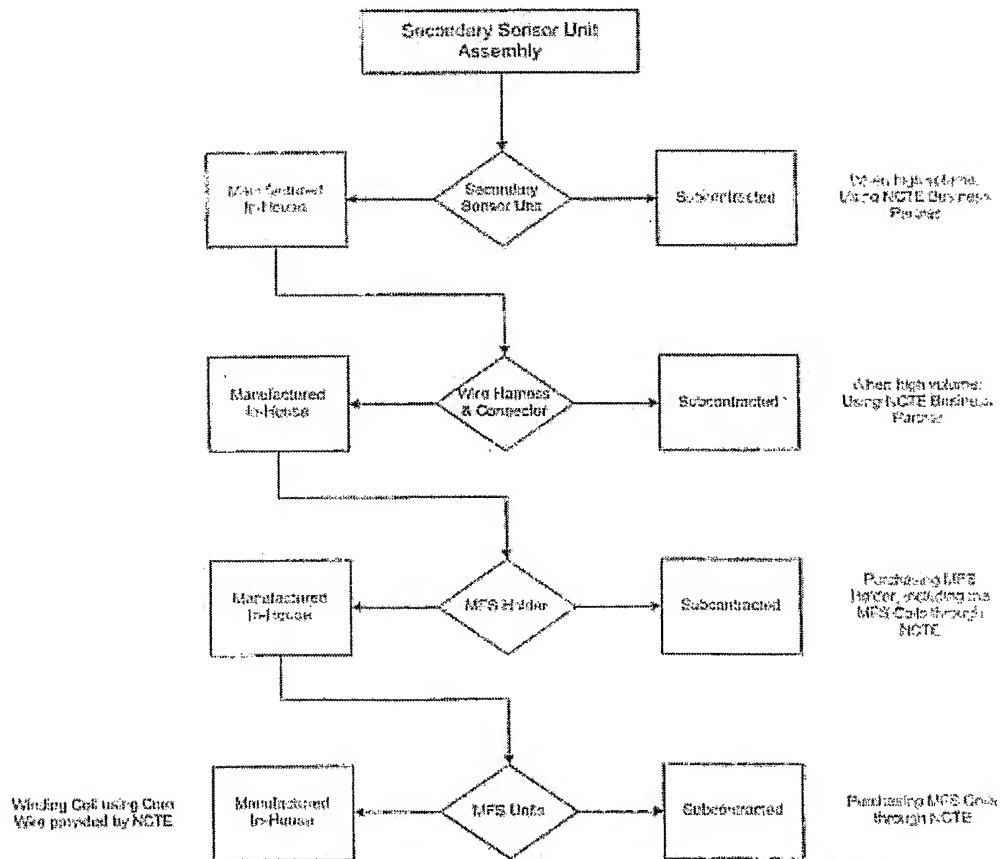 Secondary Sensor Unit
Assembly
Manufactured
In-House
Secondary
Sensor Unit
Subcontracted
When high volume:
Using NCTE Business
Partner
Manufactured
In-House
Wire Harness
& Connector
Subcontracted
When high volume:
Using NCTE Business
Partner
Manufactured
In-House
MFS Holder
Subcontracted
Purchasing MFS
Holder, including the
MFS Coils through
NCTE
Winding Coil using Core
Wire provided by NCTE
Manufactured
In-House
MFS Units
Subcontracted
Purchasing MFS Coils
through NCTE